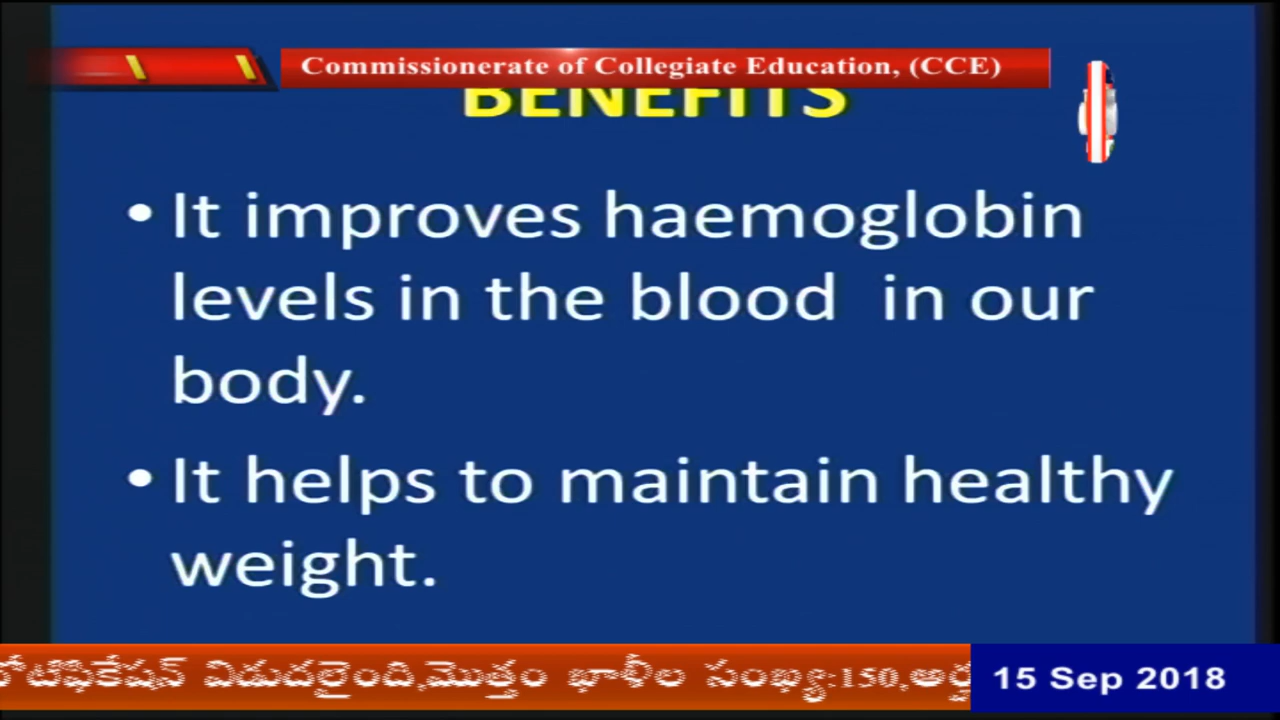 Commissionerate of Collegiate Education, (CCE)
BENEFITS
• It improves haemoglobin
levels in the blood in our
body.
• It helps to maintain healthy
weight.
విడుదలైంది,మొత్తం ఖాళీల సంఖ్య:150,
15 Sep 2018